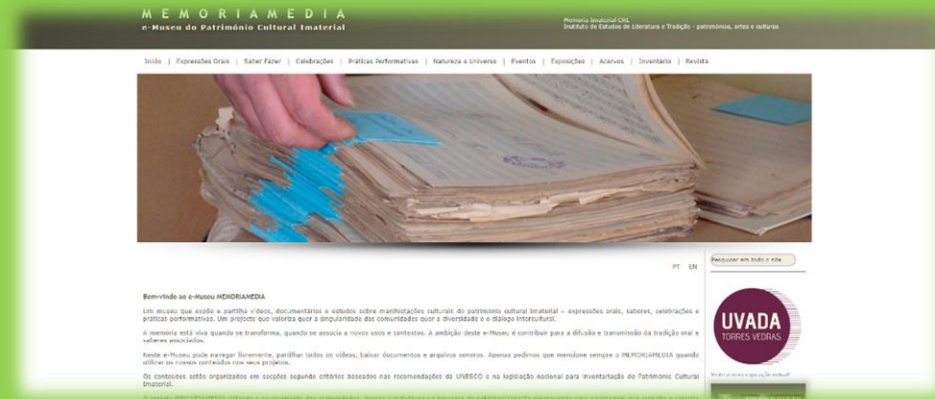 MEMORIAMEDIA
e-Museu do Património Cultural Imaterial
Memória Imaterial CRL
Instituto de Estudos de Literatura e Tradição - patrimónios, artes e culturas
Início | Expressões Orais | Saber Fazer | Celebrações | Práticas Performativas | Natureza e Universo | Eventos | Exposições | Acervos | Inventário | Revista
PT EN
Pesquisar em todo o site
Bem-vindo ao e-Museu MEMORIAMEDIA
Um museu que expõe e partilha vídeos, documentários e estudos sobre manifestações culturais do património cultural imaterial – expressões orais, saberes, celebrações e
práticas performativas. Um projecto que valoriza quer a singularidade das comunidades quer a diversidade e o diálogo intercultural.
A memória está viva quando se transforma, quando se associa a novos usos e contextos. A ambição deste e-Museu é contribuir para a difusão e transmissão da tradição oral e
saberes associados.
Neste e-Museu pode navegar livremente, partilhar todos os vídeos, baixar documentos e arquivos sonoros. Apenas pedimos que mencione sempre o MEMORIAMEDIA quando
utilizar os nossos conteúdos nos seus projetos.
Os conteúdos estão organizados em secções segundo critérios baseados nas recomendações da UNESCO e na legislação nacional para inventariação do Património Cultural
Imaterial.
UVADA
TORRES VEDRAS